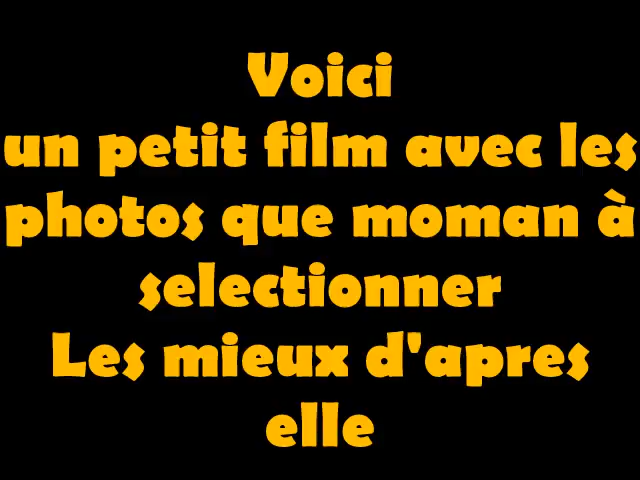 Voici
un petit film avec les
photos que moman à
selectionner
Les mieux d'apres
elle